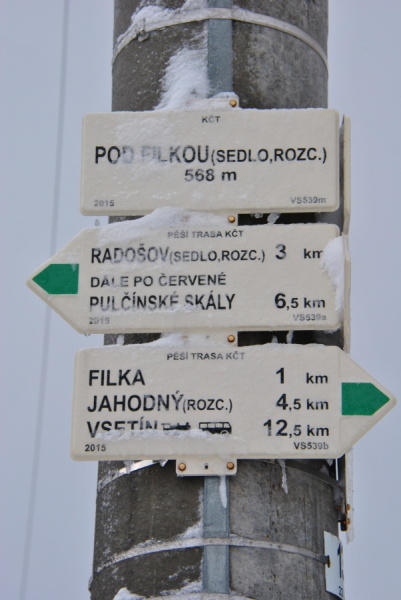 KČT
POD FILKOU (SEDLO,ROZC.)
568 m
2015 VS539m
PĚŠÍ TRASA KČT
RADOŠOV (SEDLO,ROZC.) 3 km
DÁLE PO ČERVENÉ
PULČÍNSKÉ SKÁLY 6,5 km
2015 VS539a
PĚŠÍ TRASA KČT
FILKA 1 km
JAHODNÝ (ROZC.) 4,5 km
VSETÍN 12,5 km
2015 VS539b